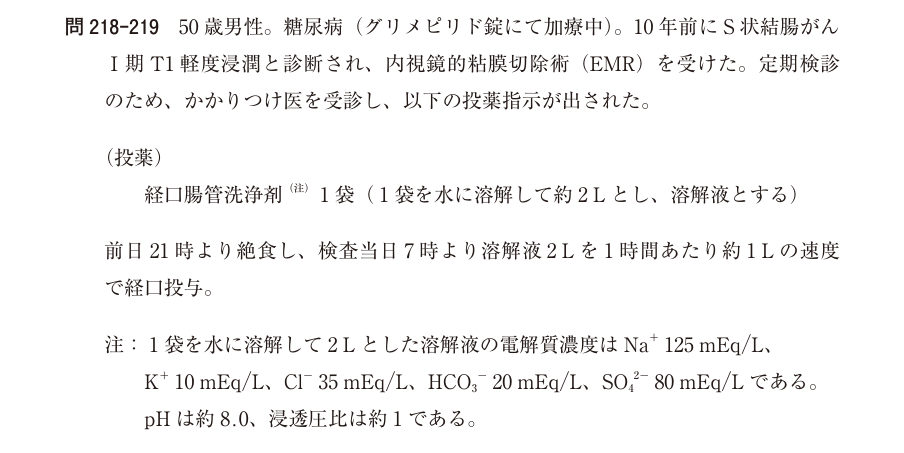 問 218-219 50 歳男性。糖尿病（グリメピリド錠にて加療中）。10 年前に S 状結腸がん
Ⅰ期 T1 軽度浸潤と診断され、内視鏡的粘膜切除術（EMR）を受けた。定期検診
のため、かかりつけ医を受診し、以下の投薬指示が出された。
（投薬）
経口腸管洗浄剤（注） 1 袋（ 1 袋を水に溶解して約 2 L とし、溶解液とする）
前日 21 時より絶食し、検査当日 7 時より溶解液 2 L を 1 時間あたり約 1 L の速度
で経口投与。
注： 1 袋を水に溶解して 2 L とした溶解液の電解質濃度は Na⁺ 125 mEq/L、
K⁺ 10 mEq/L、Cl⁻ 35 mEq/L、HCO₃⁻ 20 mEq/L、SO₄²⁻ 80 mEq/L である。
pH は約 8.0、浸透圧比は約 1 である。